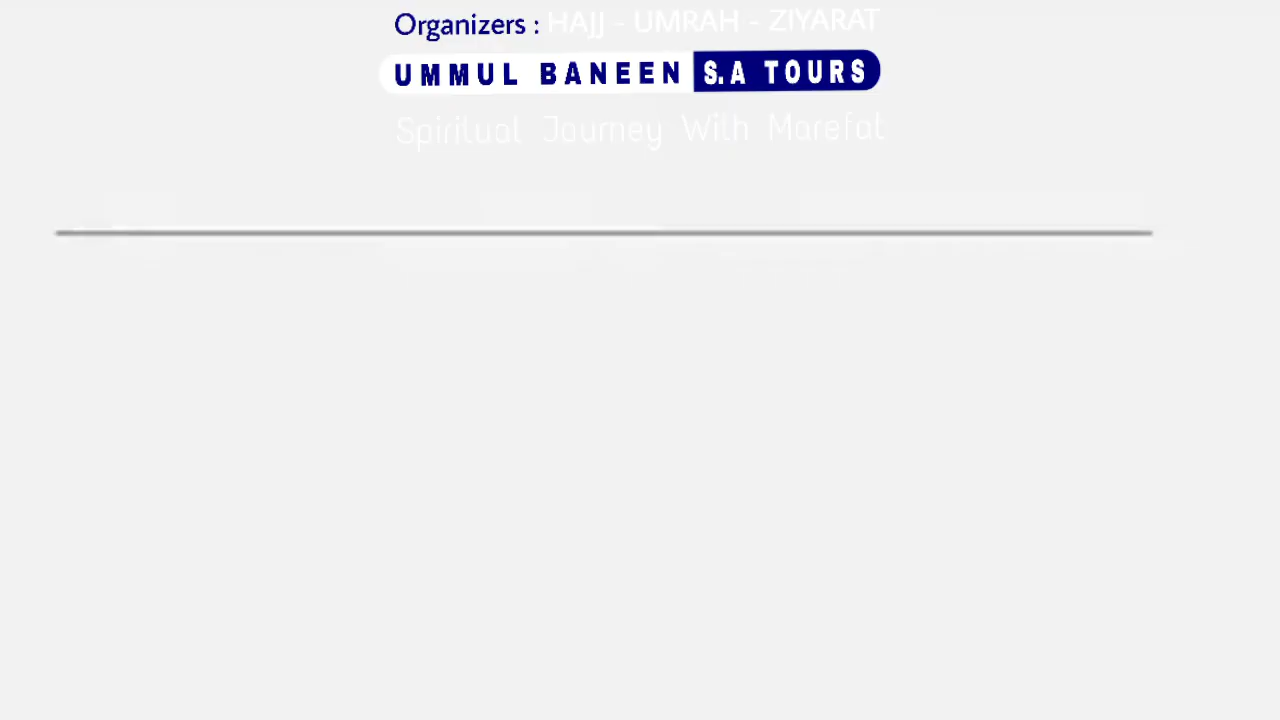 Organizers : HAJJ - UMRAH - ZIYARAT
UMMUL BANEEN S.A TOURS
Spiritual Journey With Marefat